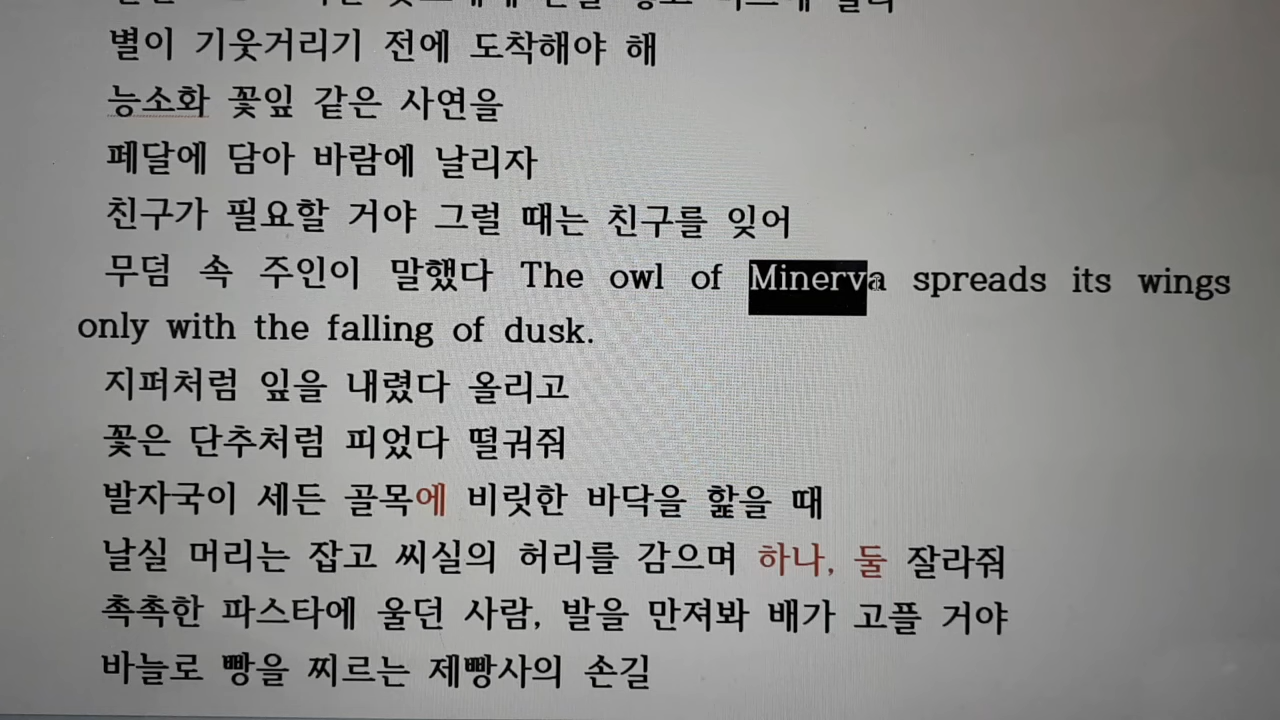 별이 기웃거리기 전에 도착해야 해
능소화 꽃잎 같은 사연을
페달에 담아 바람에 날리자
친구가 필요할 거야 그럴 때는 친구를 잊어
무덤 속 주인이 말했다 The owl of Minerva spreads its wings
only with the falling of dusk.
지퍼처럼 잎을 내렸다 올리고
꽃은 단추처럼 피었다 떨궈줘
발자국이 세든 골목에 비릿한 바닥을 핥을 때
날실 머리는 잡고 씨실의 허리를 감으며 하나, 둘 잘라줘
촉촉한 파스타에 울던 사람, 발을 만져봐 배가 고플 거야
바늘로 빵을 찌르는 제빵사의 손길